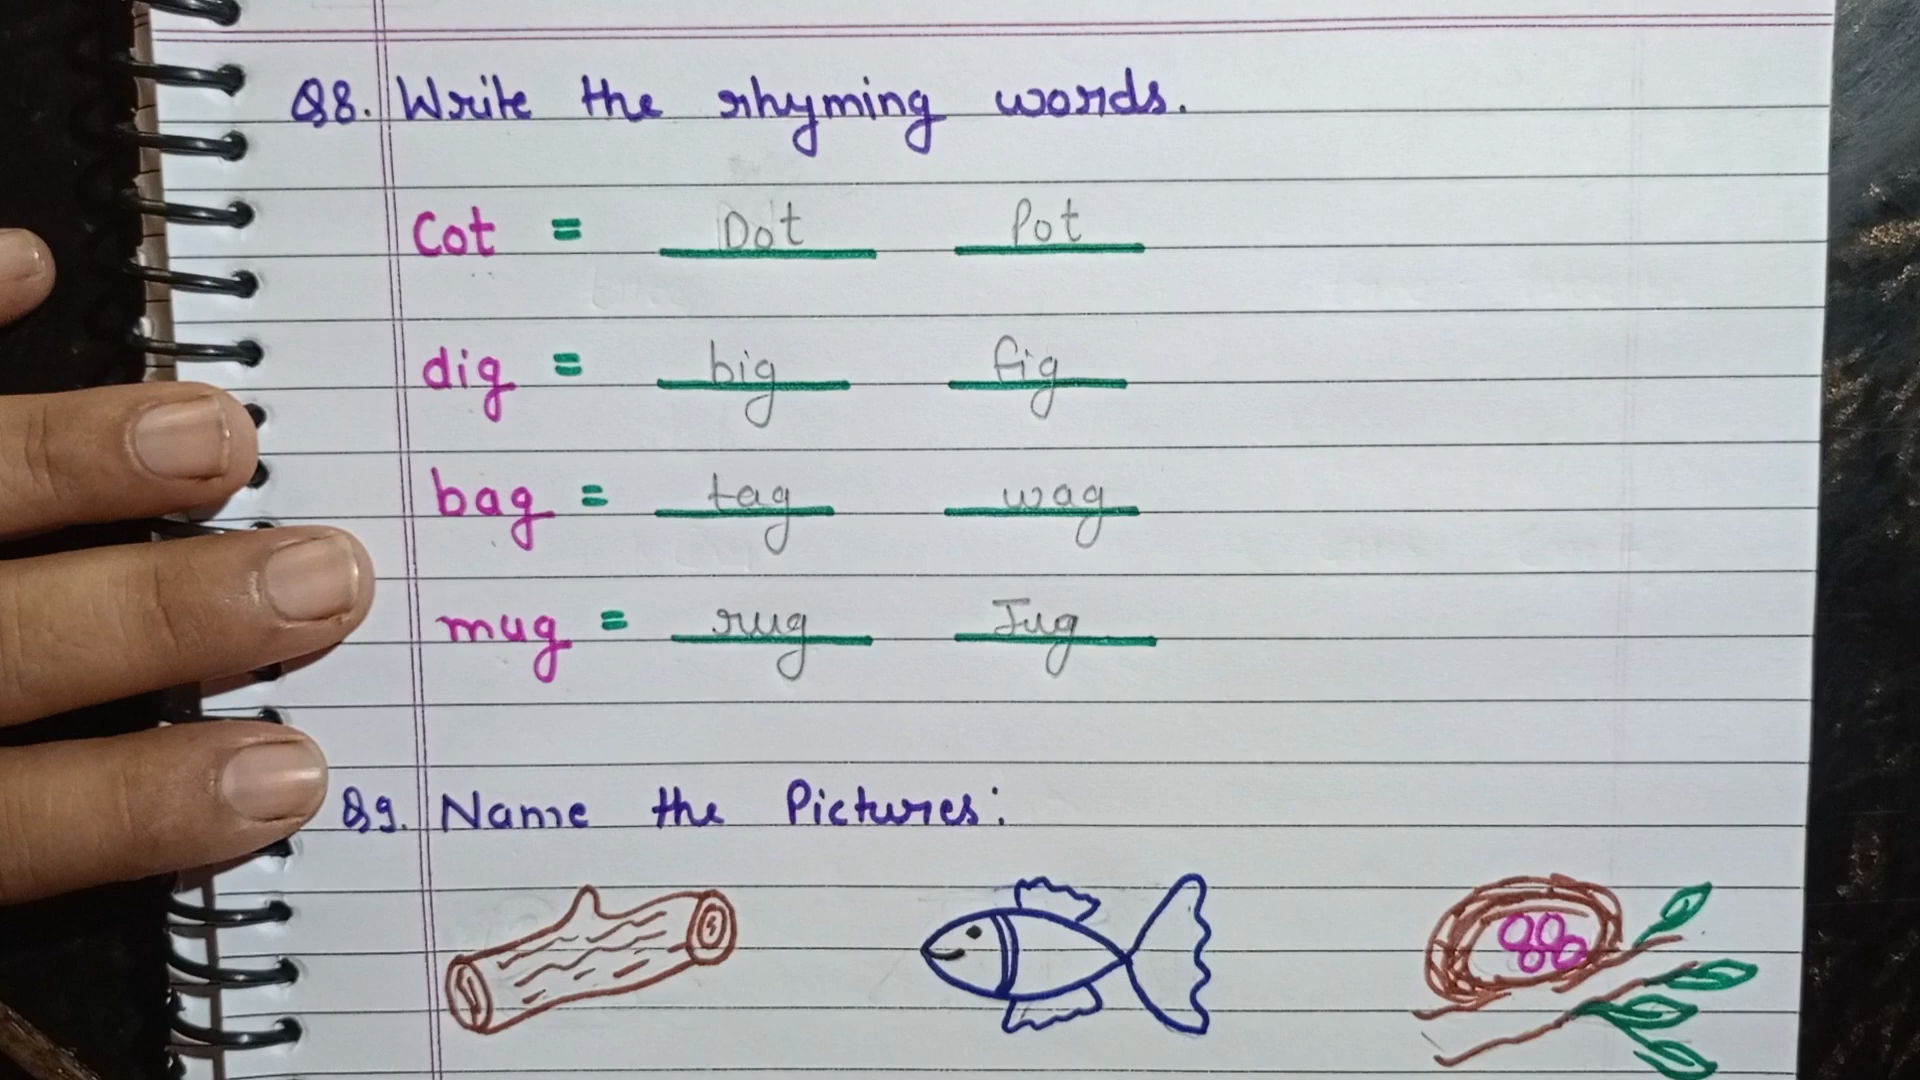 Q8. Write the rhyming words.
Cot = Dot Pot
dig = big fig
bag = tag wag
mug = rug Jug
Q9. Name the Pictures: